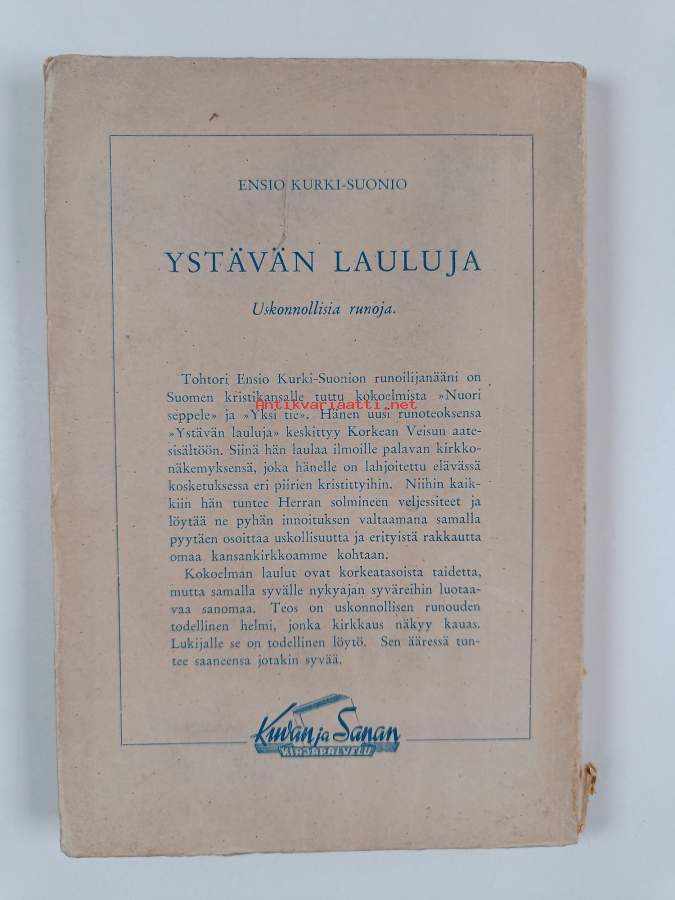 ENSIO KURKI-SUONIO
YSTÄVÄN LAULUJA
Uskonnollisia runoja.
Tohtori Ensio Kurki-Suonion runoilijanääni on
Suomen kristikansalle tuttu kokoelmista »Nuori
seppele» ja »Yksi tie». Hänen uusi runoteoksensa
Antikvariaatti.net
»Ystävän lauluja» keskittyy Korkean Veisun aate-
sisältöön. Siinä hän laulaa ilmoille palavan kirkko-
näkemyksensä, joka hänelle on lahjoitettu elävässä
kosketuksessa eri piirien kristittyihin. Niihin kaik-
kiin hän tuntee Herran solmineen veljessiteet ja
löytää ne pyhän innoituksen valtaamana samalla
pyytäen osoittaa uskollisuutta ja erityistä rakkautta
omaa kansankirkkoamme kohtaan.
Kokoelman laulut ovat korkeatasoista taidetta,
mutta samalla syvälle nykyajan syväreihin luotaa-
vaa sanomaa. Teos on uskonnollisen runouden
todellinen helmi, jonka kirkkaus näkyy kauas.
Lukijalle se on todellinen löytö. Sen ääressä tun-
tee saaneensa jotakin syvää.
Kuvan ja Sanan
KIRJAPALVELU